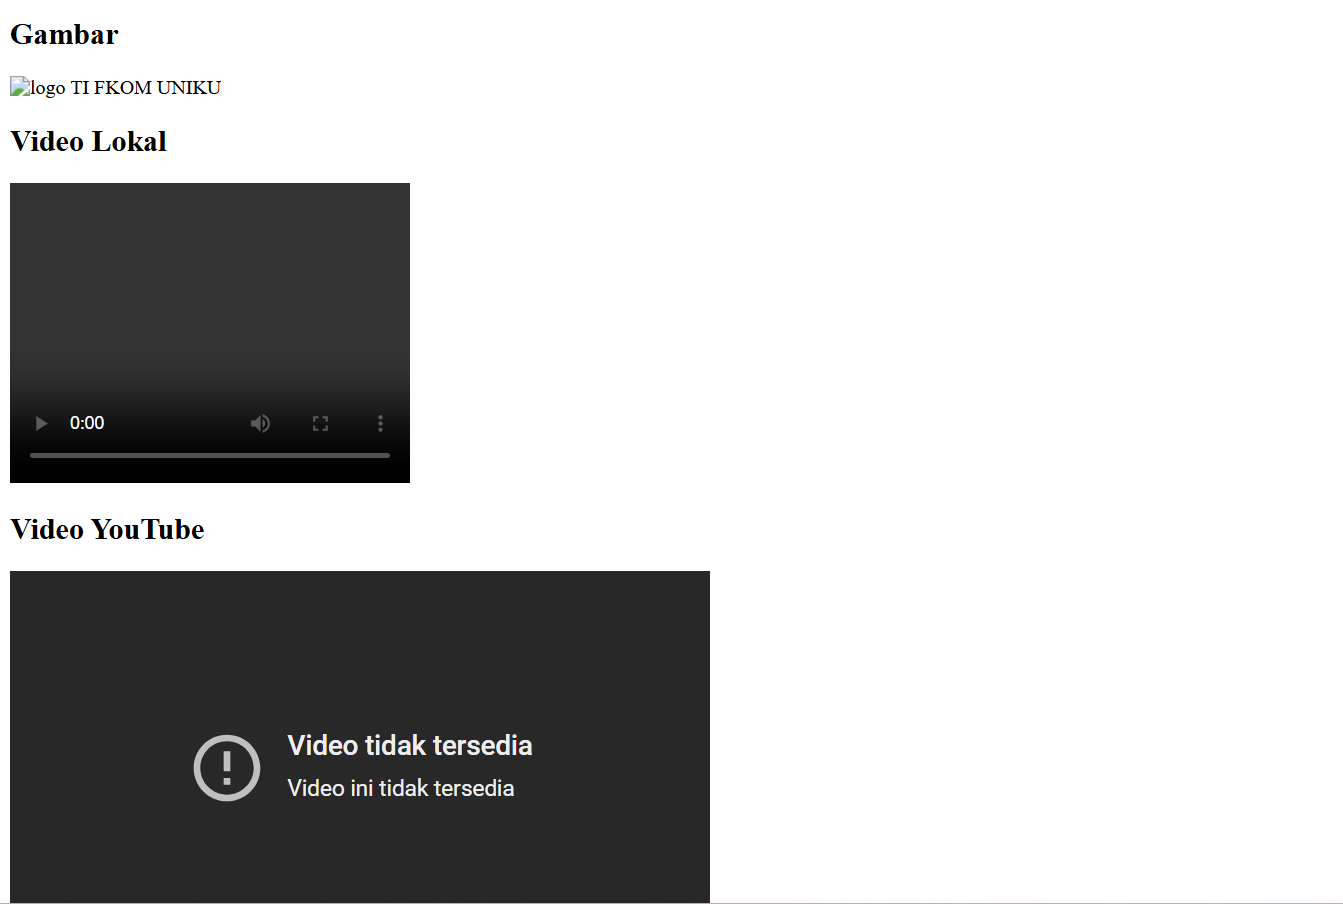 Gambar
logo TI FKOM UNIKU
Video Lokal
0:00
Video YouTube
Video tidak tersedia
Video ini tidak tersedia